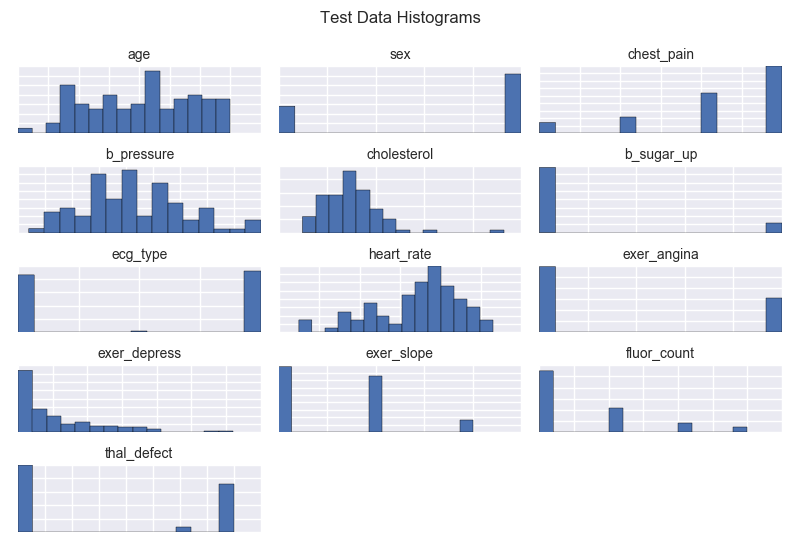 Test Data Histograms
age
sex
chest_pain
b_pressure
cholesterol
b_sugar_up
ecg_type
heart_rate
exer_angina
exer_depress
exer_slope
fluor_count
thal_defect